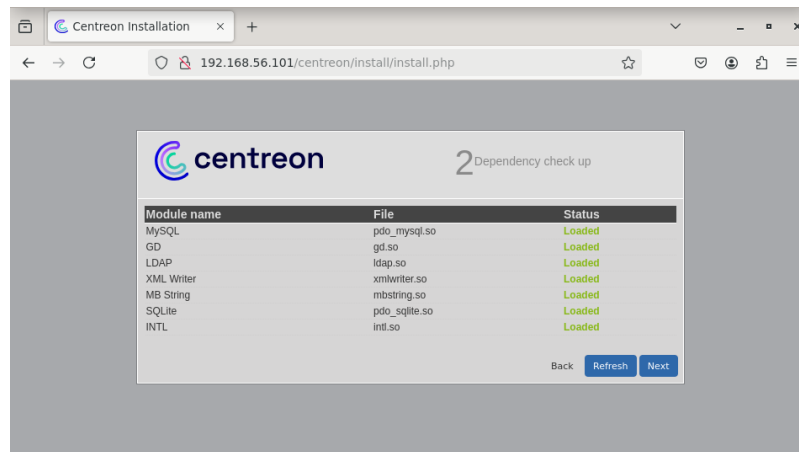 Centreon Installation
192.168.56.101/centreon/install/install.php
centreon
2 Dependency check up
Module name File Status
MySQL pdo_mysql.so Loaded
GD gd.so Loaded
LDAP ldap.so Loaded
XML Writer xmlwriter.so Loaded
MB String mbstring.so Loaded
SQLite pdo_sqlite.so Loaded
INTL intl.so Loaded
Back Refresh Next